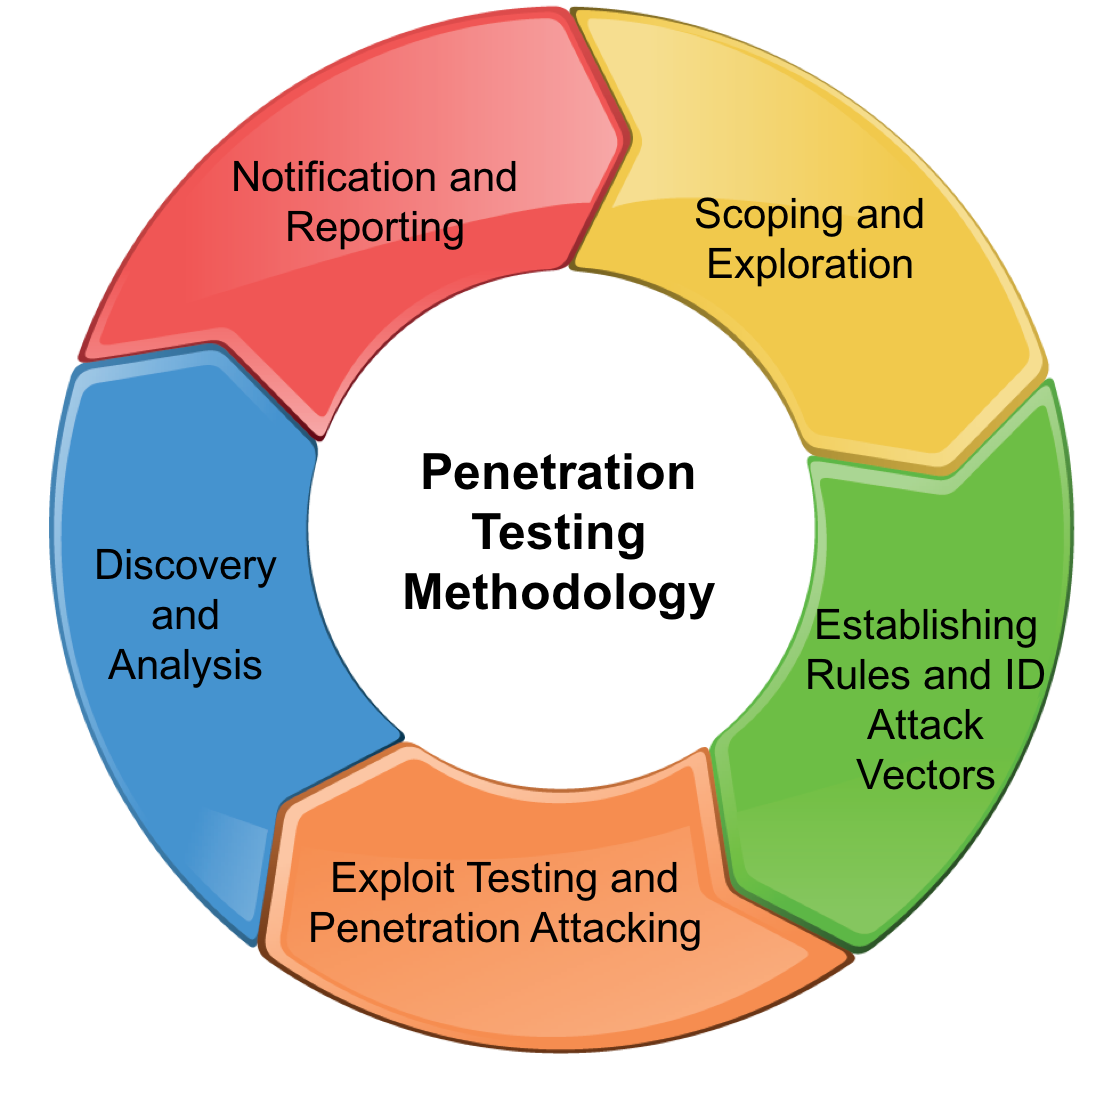 Notification and
Reporting
Scoping and
Exploration
Penetration
Testing
Methodology
Discovery
and
Analysis
Establishing
Rules and ID
Attack
Vectors
Exploit Testing and
Penetration Attacking